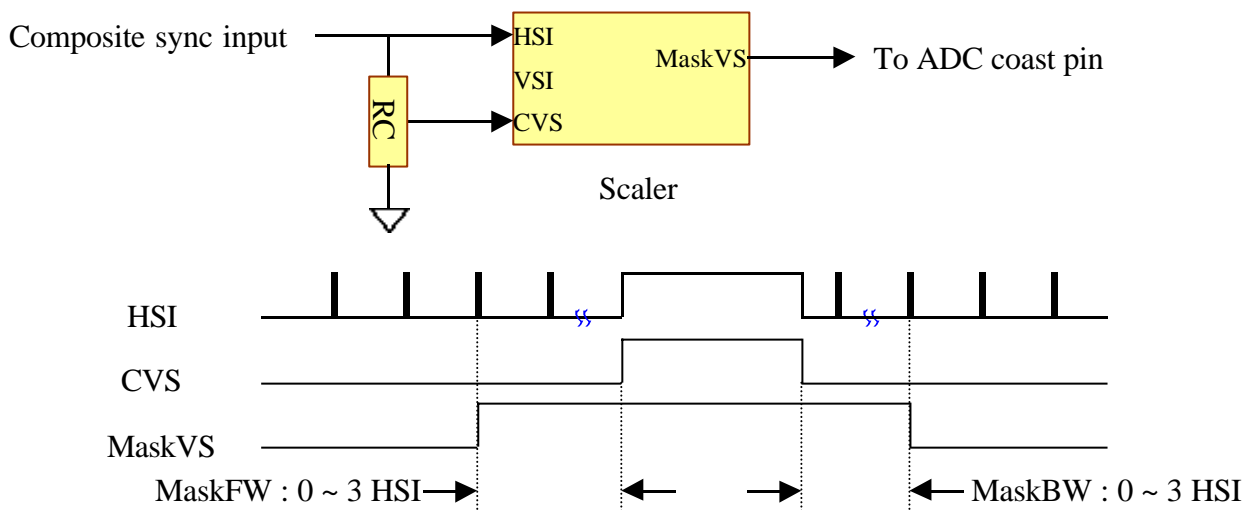 Composite sync input
HSI
VSI
CVS
MaskVS
To ADC coast pin
RC
Scaler
HSI
CVS
MaskVS
MaskFW : 0 ~ 3 HSI
MaskBW : 0 ~ 3 HSI